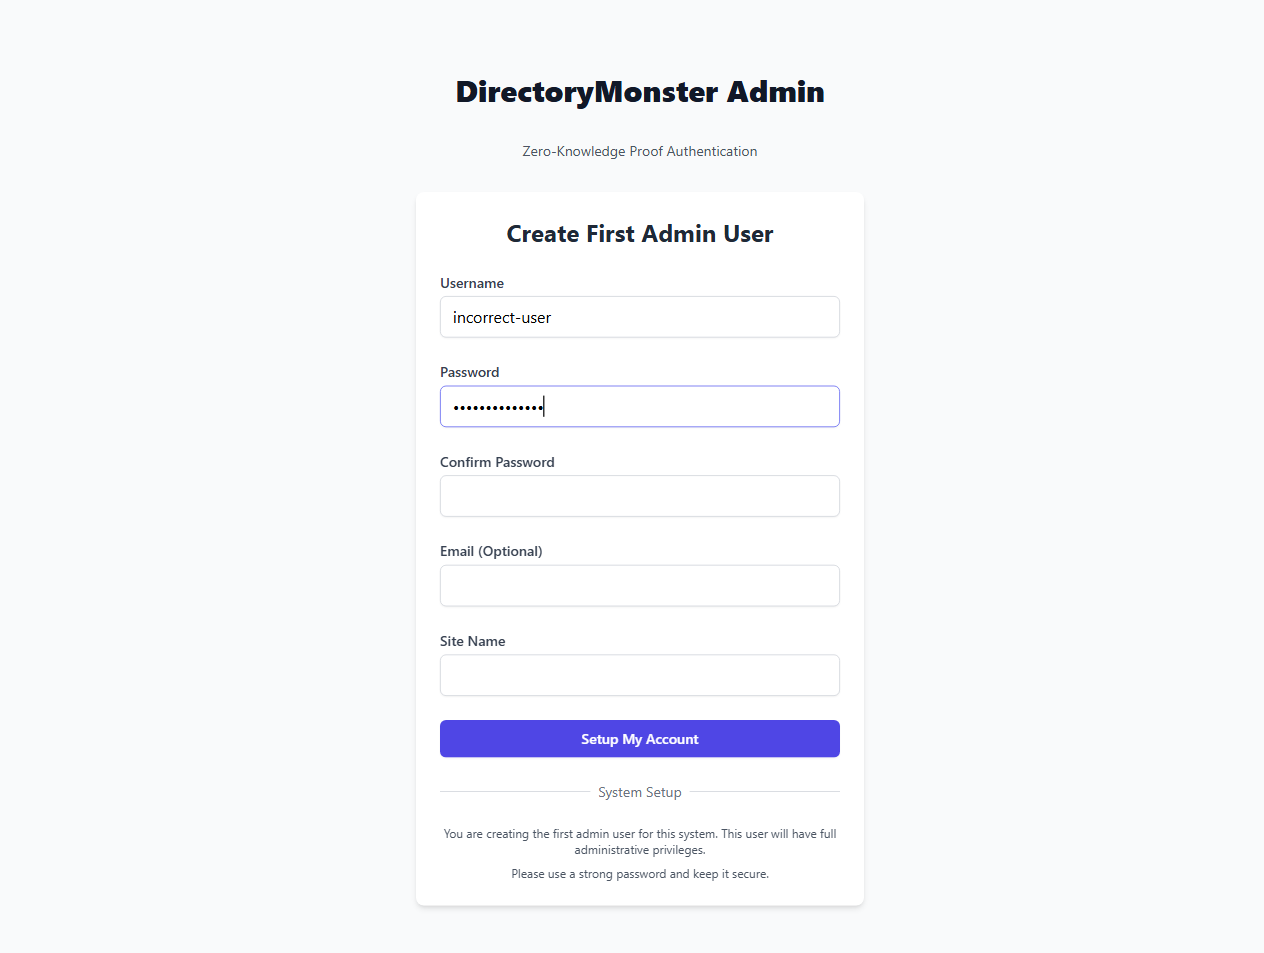 DirectoryMonster Admin
Zero-Knowledge Proof Authentication
Create First Admin User
Username
incorrect-user
Password
••••••••••••••
Confirm Password
Email (Optional)
Site Name
Setup My Account
System Setup
You are creating the first admin user for this system. This user will have full
administrative privileges.
Please use a strong password and keep it secure.